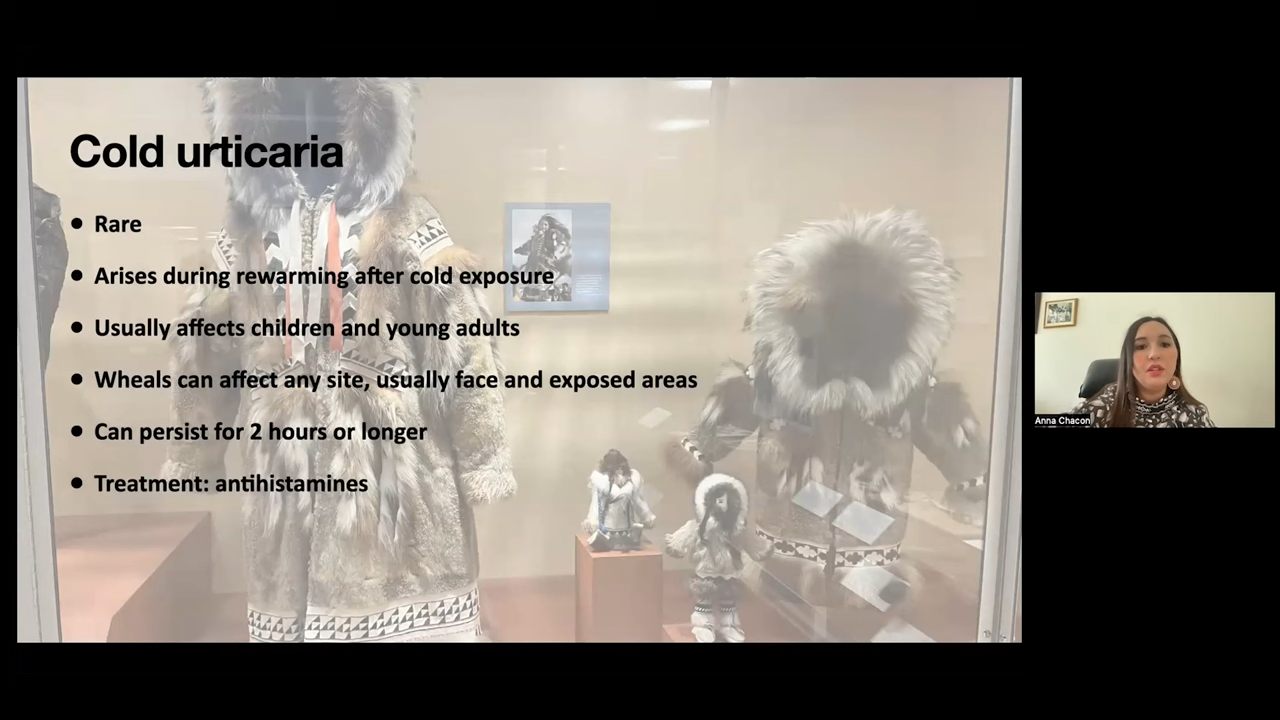 Cold urticaria
• Rare
• Arises during rewarming after cold exposure
• Usually affects children and young adults
• Wheals can affect any site, usually face and exposed areas
• Can persist for 2 hours or longer
• Treatment: antihistamines
Anna Chacon